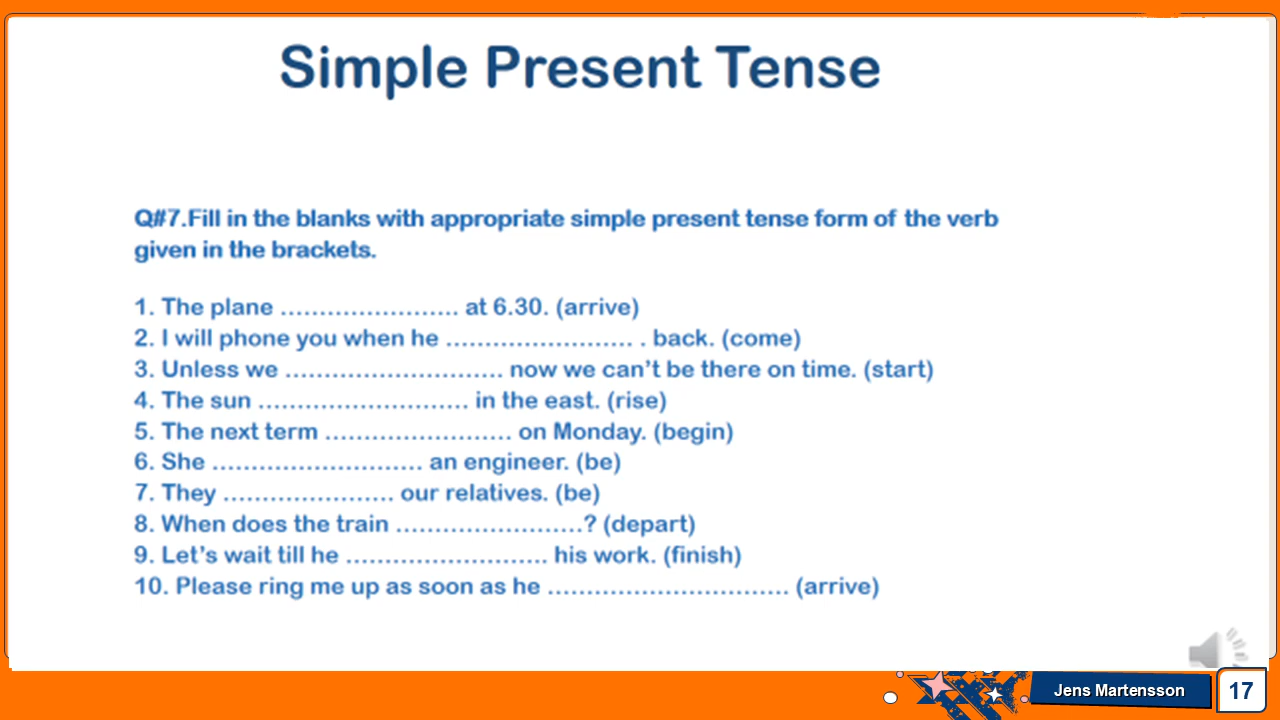 Simple Present Tense
Q#7.Fill in the blanks with appropriate simple present tense form of the verb
given in the brackets.
1. The plane ....................... at 6.30. (arrive)
2. I will phone you when he ........................ . back. (come)
3. Unless we ............................ now we can't be there on time. (start)
4. The sun ........................... in the east. (rise)
5. The next term ........................ on Monday. (begin)
6. She ........................... an engineer. (be)
7. They ...................... our relatives. (be)
8. When does the train ........................? (depart)
9. Let's wait till he .......................... his work. (finish)
10. Please ring me up as soon as he ............................... (arrive)
Jens Martensson
17